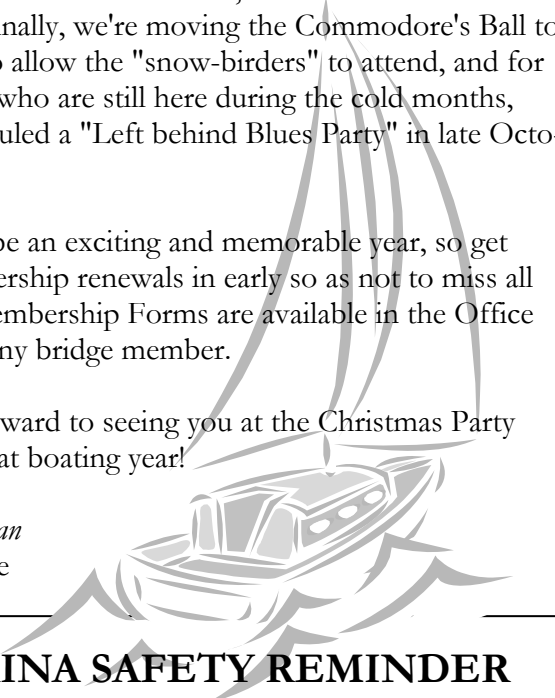 inally, we're moving the Commodore's Ball to
o allow the "snow-birders" to attend, and for
who are still here during the cold months,
uled a "Left behind Blues Party" in late Octo-
be an exciting and memorable year, so get
ership renewals in early so as not to miss all
embership Forms are available in the Office
ny bridge member.
ward to seeing you at the Christmas Party
at boating year!
an
e
INA SAFETY REMINDER